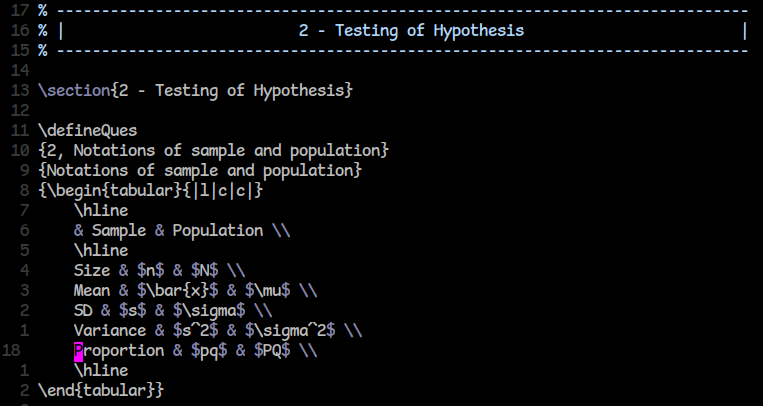 17 % -----------------------------------------------------------------------------
16 % | 2 - Testing of Hypothesis |
15 % -----------------------------------------------------------------------------
14
13 \section{2 - Testing of Hypothesis}
12
11 \defineQues
10 {2, Notations of sample and population}
9 {Notations of sample and population}
8 {\begin{tabular}{|l|c|c|}
7 \hline
6 & Sample & Population \\
5 \hline
4 Size & $n$ & $N$ \\
3 Mean & $\bar{x}$ & $\mu$ \\
2 SD & $s$ & $\sigma$ \\
1 Variance & $s^2$ & $\sigma^2$ \\
18 Proportion & $pq$ & $PQ$ \\
1 \hline
2 \end{tabular}}